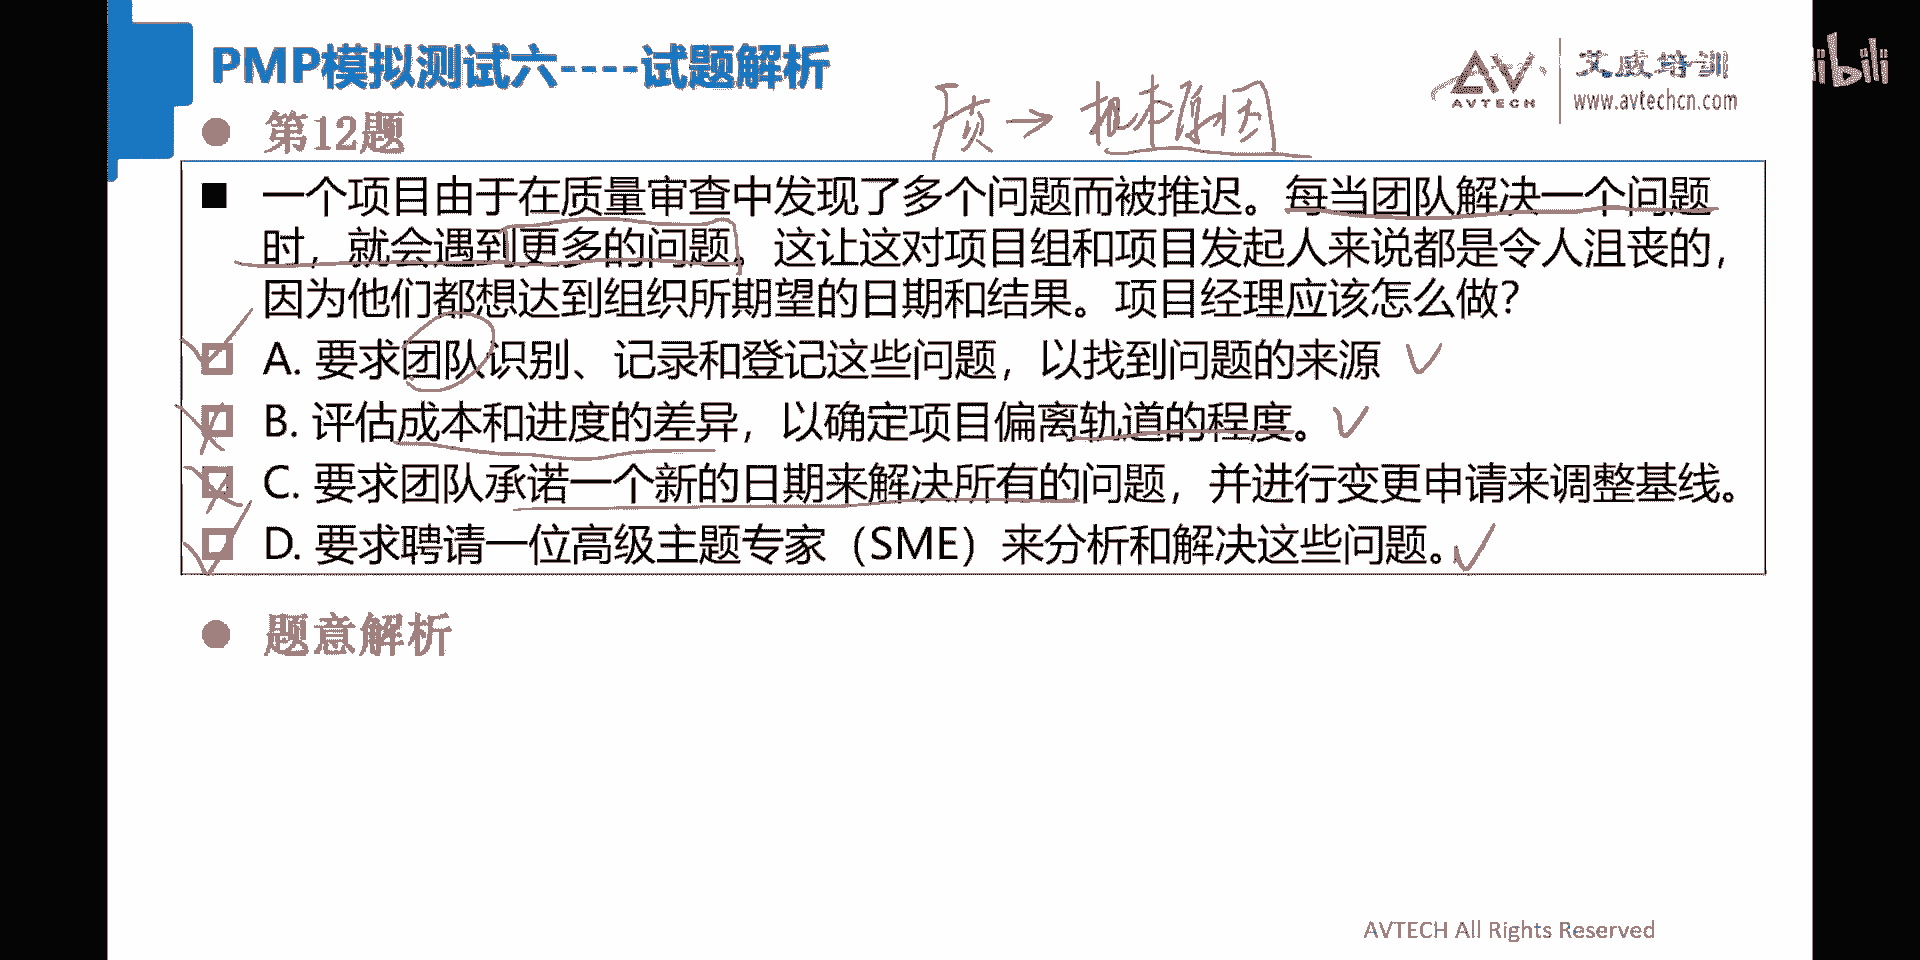 PMP模拟测试六----试题解析
AVTECH
艾威培训
www.avtechcn.com
质→根本原因
第12题
一个项目由于在质量审查中发现了多个问题而被推迟。每当团队解决一个问题
时，就会遇到更多的问题。这让这对项目组和项目发起人来说都是令人沮丧的，
因为他们都想达到组织所期望的日期和结果。项目经理应该怎么做？
A. 要求团队识别、记录和登记这些问题，以找到问题的来源
B. 评估成本和进度的差异，以确定项目偏离轨道的程度。
C. 要求团队承诺一个新的日期来解决所有的问题，并进行变更申请来调整基线。
D. 要求聘请一位高级主题专家（SME）来分析和解决这些问题。
题意解析
AVTECH All Rights Reserved